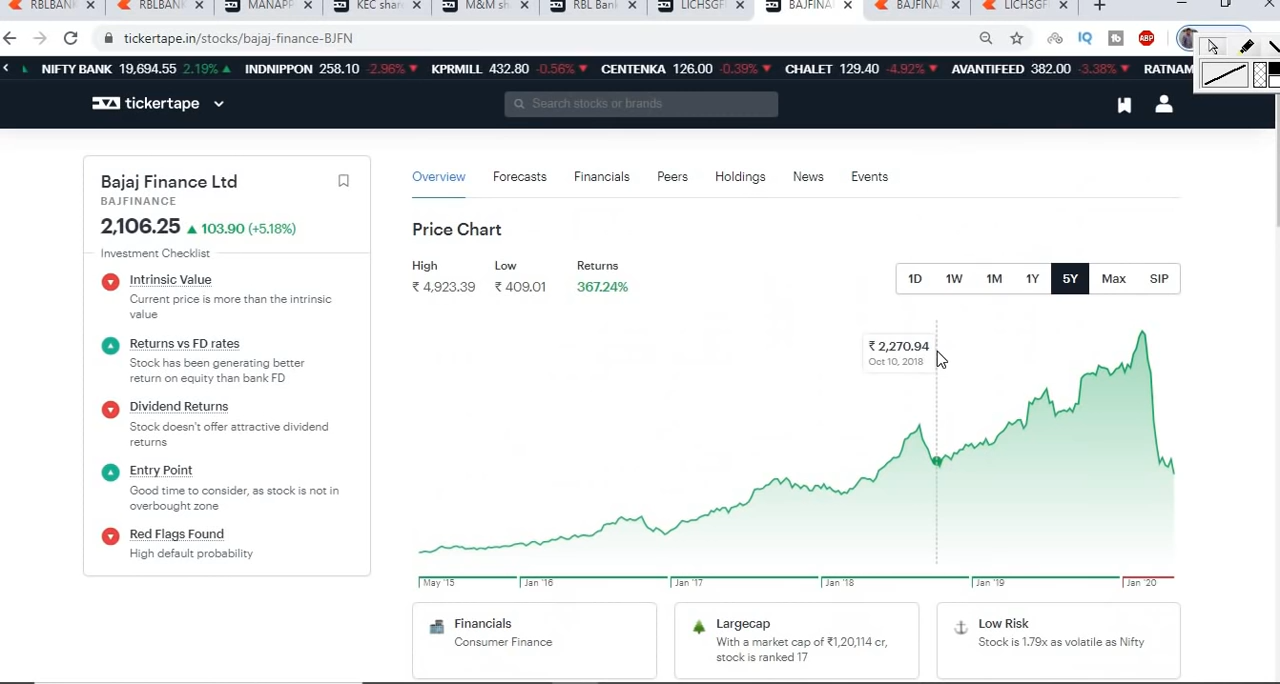 RBLBANK
RBLBANK
MANAPP
KEC shar
M&M sh
RBL Ban
LICHSGF
BAJFINA
BAJFINA
LICHSGF
tickertape.in/stocks/bajaj-finance-BJFN
IQ
ABP
NIFTY BANK 19,694.55 2.19% INDNIPPON 258.10 -2.96% KPRMILL 432.80 -0.56% CENTENKA 126.00 -0.39% CHALET 129.40 -4.92% AVANTIFEED 382.00 -3.38% RATNAM
tickertape
Search stocks or brands
Bajaj Finance Ltd
BAJFINANCE
2,106.25 103.90 (+5.18%)
Investment Checklist
Intrinsic Value
Current price is more than the intrinsic
value
Returns vs FD rates
Stock has been generating better
return on equity than bank FD
Dividend Returns
Stock doesn't offer attractive dividend
returns
Entry Point
Good time to consider, as stock is not in
overbought zone
Red Flags Found
High default probability
Overview Forecasts Financials Peers Holdings News Events
Price Chart
High Low Returns
₹ 4,923.39 ₹ 409.01 367.24%
1D 1W 1M 1Y 5Y Max SIP
₹ 2,270.94
Oct 10, 2018
May '15 Jan '16 Jan '17 Jan '18 Jan '19 Jan '20
Financials
Consumer Finance
Largecap
With a market cap of ₹1,20,114 cr,
stock is ranked 17
Low Risk
Stock is 1.79x as volatile as Nifty